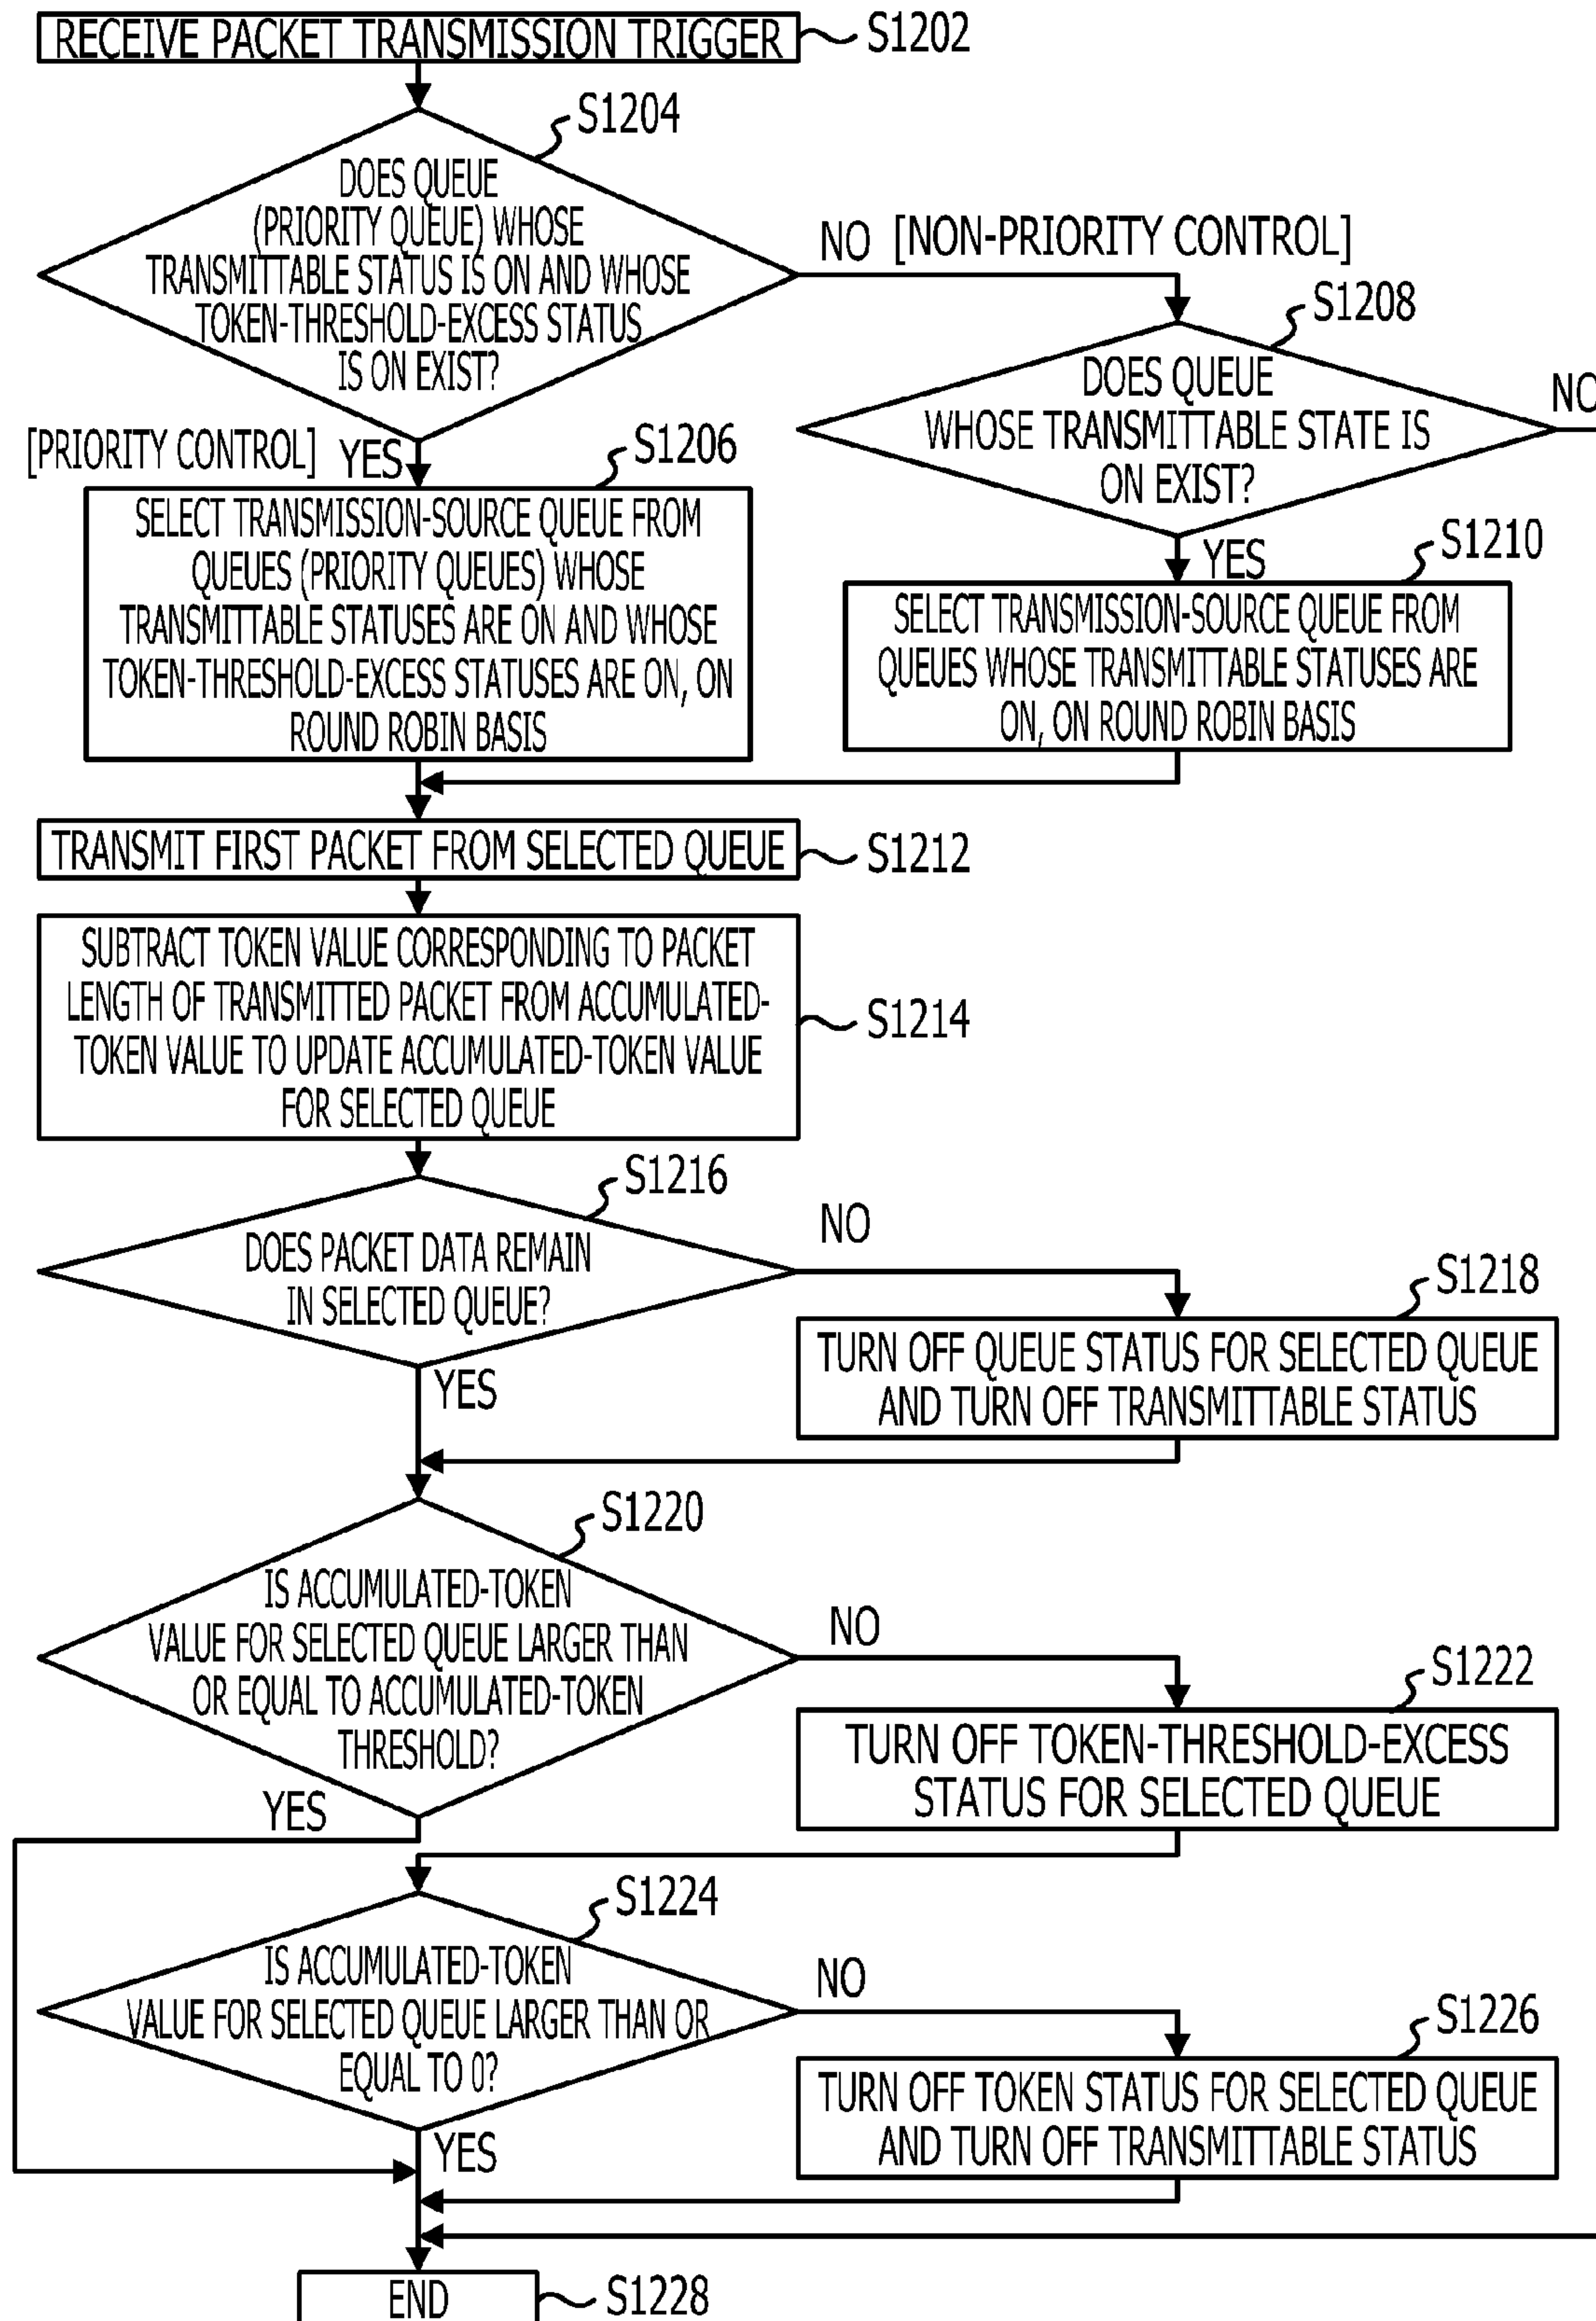 RECEIVE PACKET TRANSMISSION TRIGGER
S1202
S1204
DOES QUEUE
(PRIORITY QUEUE) WHOSE
TRANSMITTABLE STATUS IS ON AND WHOSE
TOKEN-THRESHOLD-EXCESS STATUS
IS ON EXIST?
NO [NON-PRIORITY CONTROL]
S1208
DOES QUEUE
WHOSE TRANSMITTABLE STATE IS
ON EXIST?
NO
[PRIORITY CONTROL] YES
S1206
SELECT TRANSMISSION-SOURCE QUEUE FROM
QUEUES (PRIORITY QUEUES) WHOSE
TRANSMITTABLE STATUSES ARE ON AND WHOSE
TOKEN-THRESHOLD-EXCESS STATUSES ARE ON, ON
ROUND ROBIN BASIS
YES
S1210
SELECT TRANSMISSION-SOURCE QUEUE FROM
QUEUES WHOSE TRANSMITTABLE STATUSES ARE
ON, ON ROUND ROBIN BASIS
TRANSMIT FIRST PACKET FROM SELECTED QUEUE
S1212
SUBTRACT TOKEN VALUE CORRESPONDING TO PACKET
LENGTH OF TRANSMITTED PACKET FROM ACCUMULATED-
TOKEN VALUE TO UPDATE ACCUMULATED-TOKEN VALUE
FOR SELECTED QUEUE
S1214
S1216
DOES PACKET DATA REMAIN
IN SELECTED QUEUE?
NO
S1218
TURN OFF QUEUE STATUS FOR SELECTED QUEUE
AND TURN OFF TRANSMITTABLE STATUS
YES
S1220
IS ACCUMULATED-TOKEN
VALUE FOR SELECTED QUEUE LARGER THAN
OR EQUAL TO ACCUMULATED-TOKEN
THRESHOLD?
NO
S1222
TURN OFF TOKEN-THRESHOLD-EXCESS
STATUS FOR SELECTED QUEUE
YES
S1224
IS ACCUMULATED-TOKEN
VALUE FOR SELECTED QUEUE LARGER THAN OR
EQUAL TO 0?
NO
S1226
TURN OFF TOKEN STATUS FOR SELECTED QUEUE
AND TURN OFF TRANSMITTABLE STATUS
YES
END
S1228